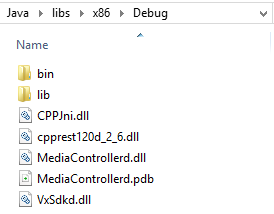 Java › libs › x86 › Debug
Name
bin
lib
CPPJni.dll
cpprest120d_2_6.dll
MediaControllerd.dll
MediaControllerd.pdb
VxSdkd.dll